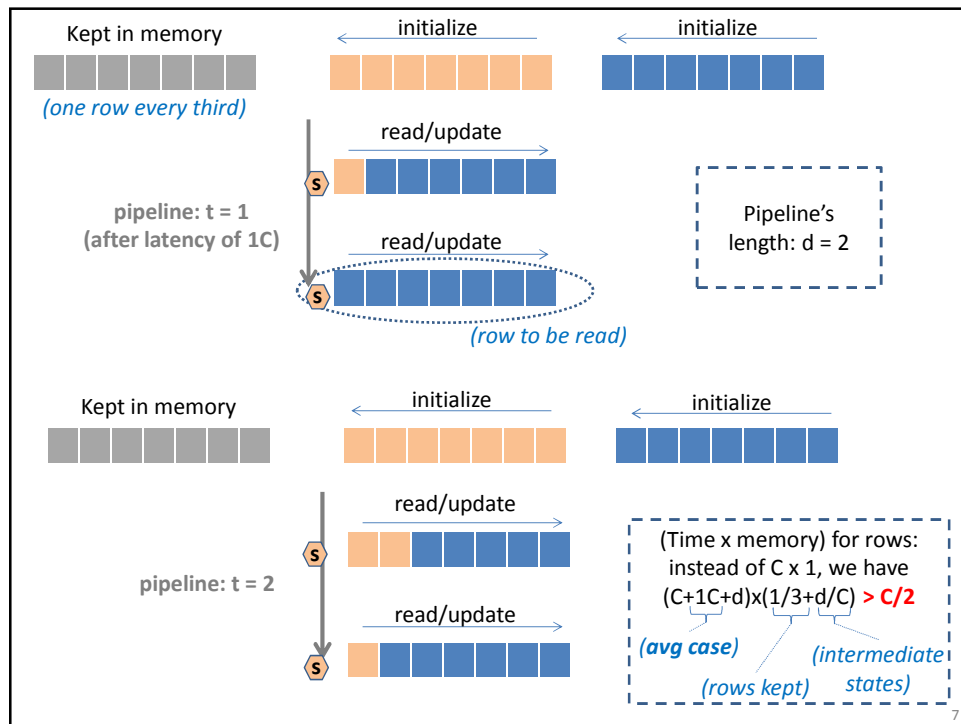 Kept in memory
initialize
initialize
(one row every third)
read/update
S
pipeline: t = 1
(after latency of 1C)
Pipeline's
length: d = 2
read/update
S
(row to be read)
Kept in memory
initialize
initialize
read/update
S
pipeline: t = 2
read/update
S
(Time x memory) for rows:
instead of C x 1, we have
(C+1C+d)x(1/3+d/C) > C/2
(avg case)
(rows kept)
(intermediate
states)
7